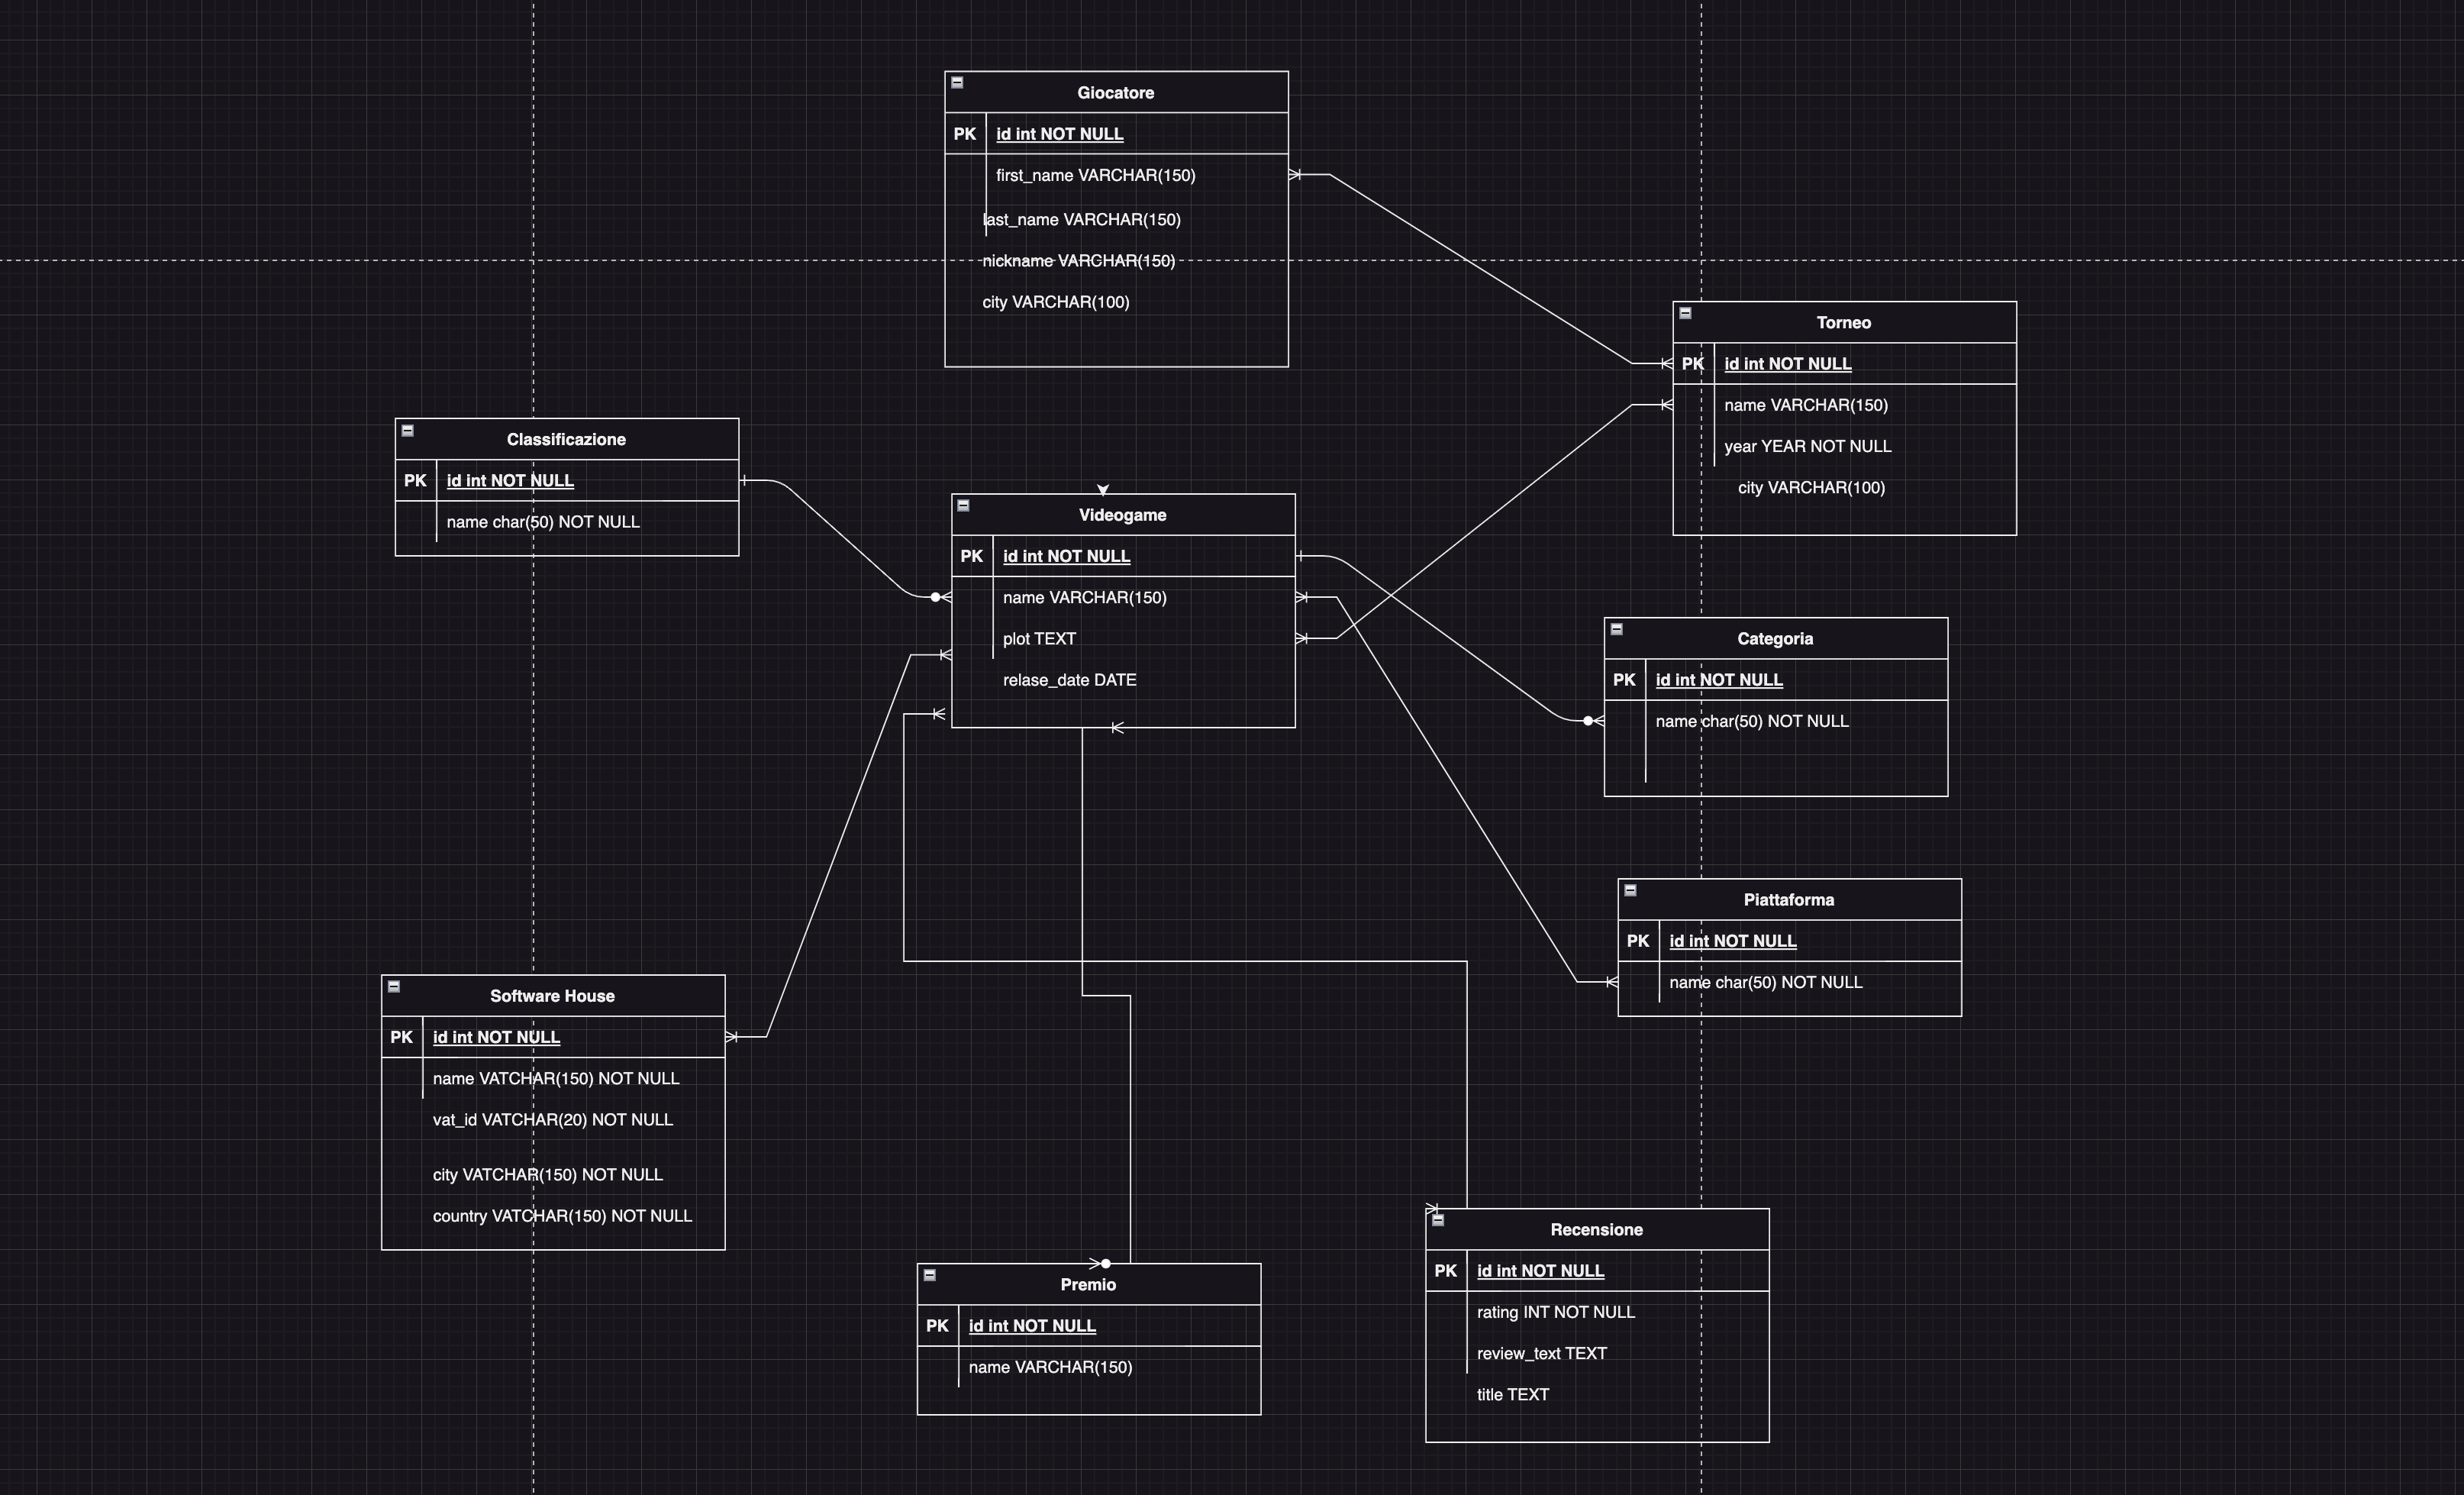 Giocatore
PK id int NOT NULL
first_name VARCHAR(150)
last_name VARCHAR(150)
nickname VARCHAR(150)
city VARCHAR(100)
Torneo
PK id int NOT NULL
name VARCHAR(150)
year YEAR NOT NULL
city VARCHAR(100)
Classificazione
PK id int NOT NULL
name char(50) NOT NULL
Videogame
PK id int NOT NULL
name VARCHAR(150)
plot TEXT
relase_date DATE
Categoria
PK id int NOT NULL
name char(50) NOT NULL
Piattaforma
PK id int NOT NULL
name char(50) NOT NULL
Software House
PK id int NOT NULL
name VATCHAR(150) NOT NULL
vat_id VATCHAR(20) NOT NULL
city VATCHAR(150) NOT NULL
country VATCHAR(150) NOT NULL
Premio
PK id int NOT NULL
name VARCHAR(150)
Recensione
PK id int NOT NULL
rating INT NOT NULL
review_text TEXT
title TEXT